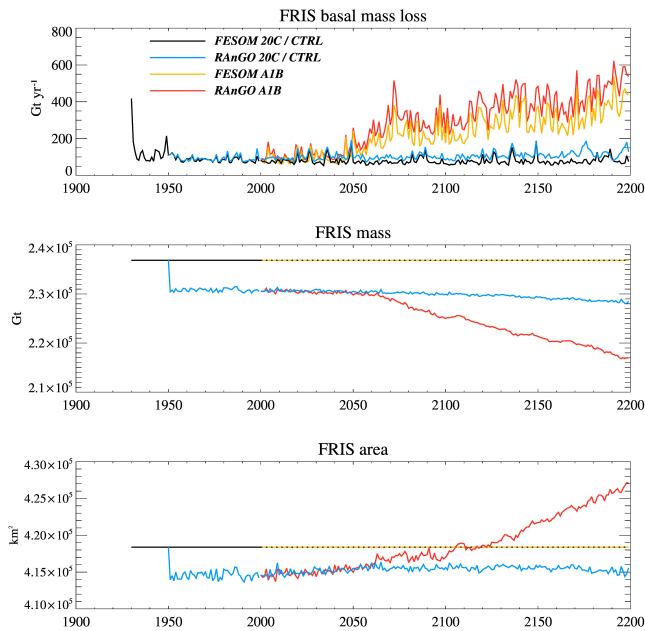 FRIS basal mass loss
800
600
400
200
0
Gt yr⁻¹
FESOM 20C / CTRL
RAnGO 20C / CTRL
FESOM A1B
RAnGO A1B
1900 1950 2000 2050 2100 2150 2200
FRIS mass
2.4×10⁵
2.3×10⁵
2.2×10⁵
2.1×10⁵
Gt
1900 1950 2000 2050 2100 2150 2200
FRIS area
4.30×10⁵
4.25×10⁵
4.20×10⁵
4.15×10⁵
4.10×10⁵
km²
1900 1950 2000 2050 2100 2150 2200